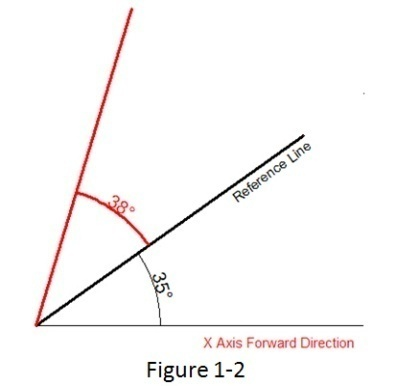 38°
Reference Line
35°
X Axis Forward Direction
Figure 1-2